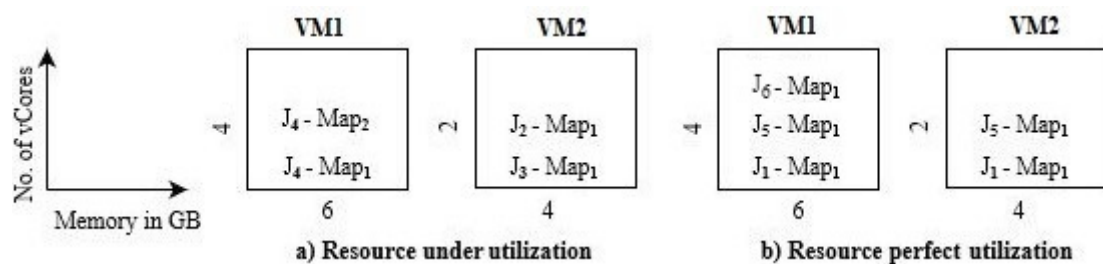 VM1 VM2 VM1 VM2
No. of vCores
Memory in GB
4
J4 - Map2
J4 - Map1
6
2
J2 - Map1
J3 - Map1
4
4
J6 - Map1
J5 - Map1
J1 - Map1
6
2
J5 - Map1
J1 - Map1
4
a) Resource under utilization
b) Resource perfect utilization